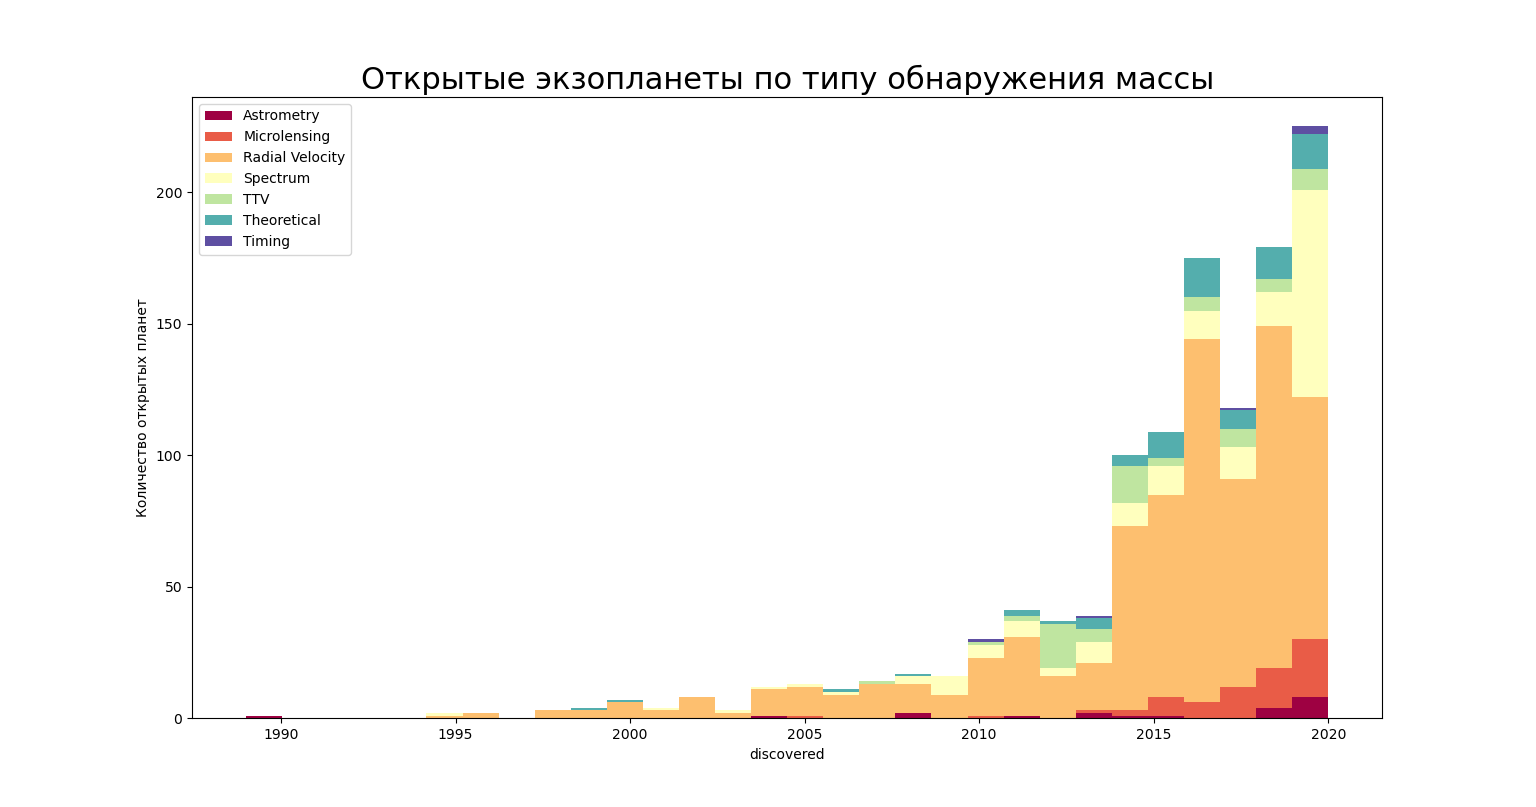 Открытые экзопланеты по типу обнаружения массы
Astrometry
Microlensing
Radial Velocity
Spectrum
TTV
Theoretical
Timing
Количество открытых планет
200
150
100
50
0
1990 1995 2000 2005 2010 2015 2020
discovered